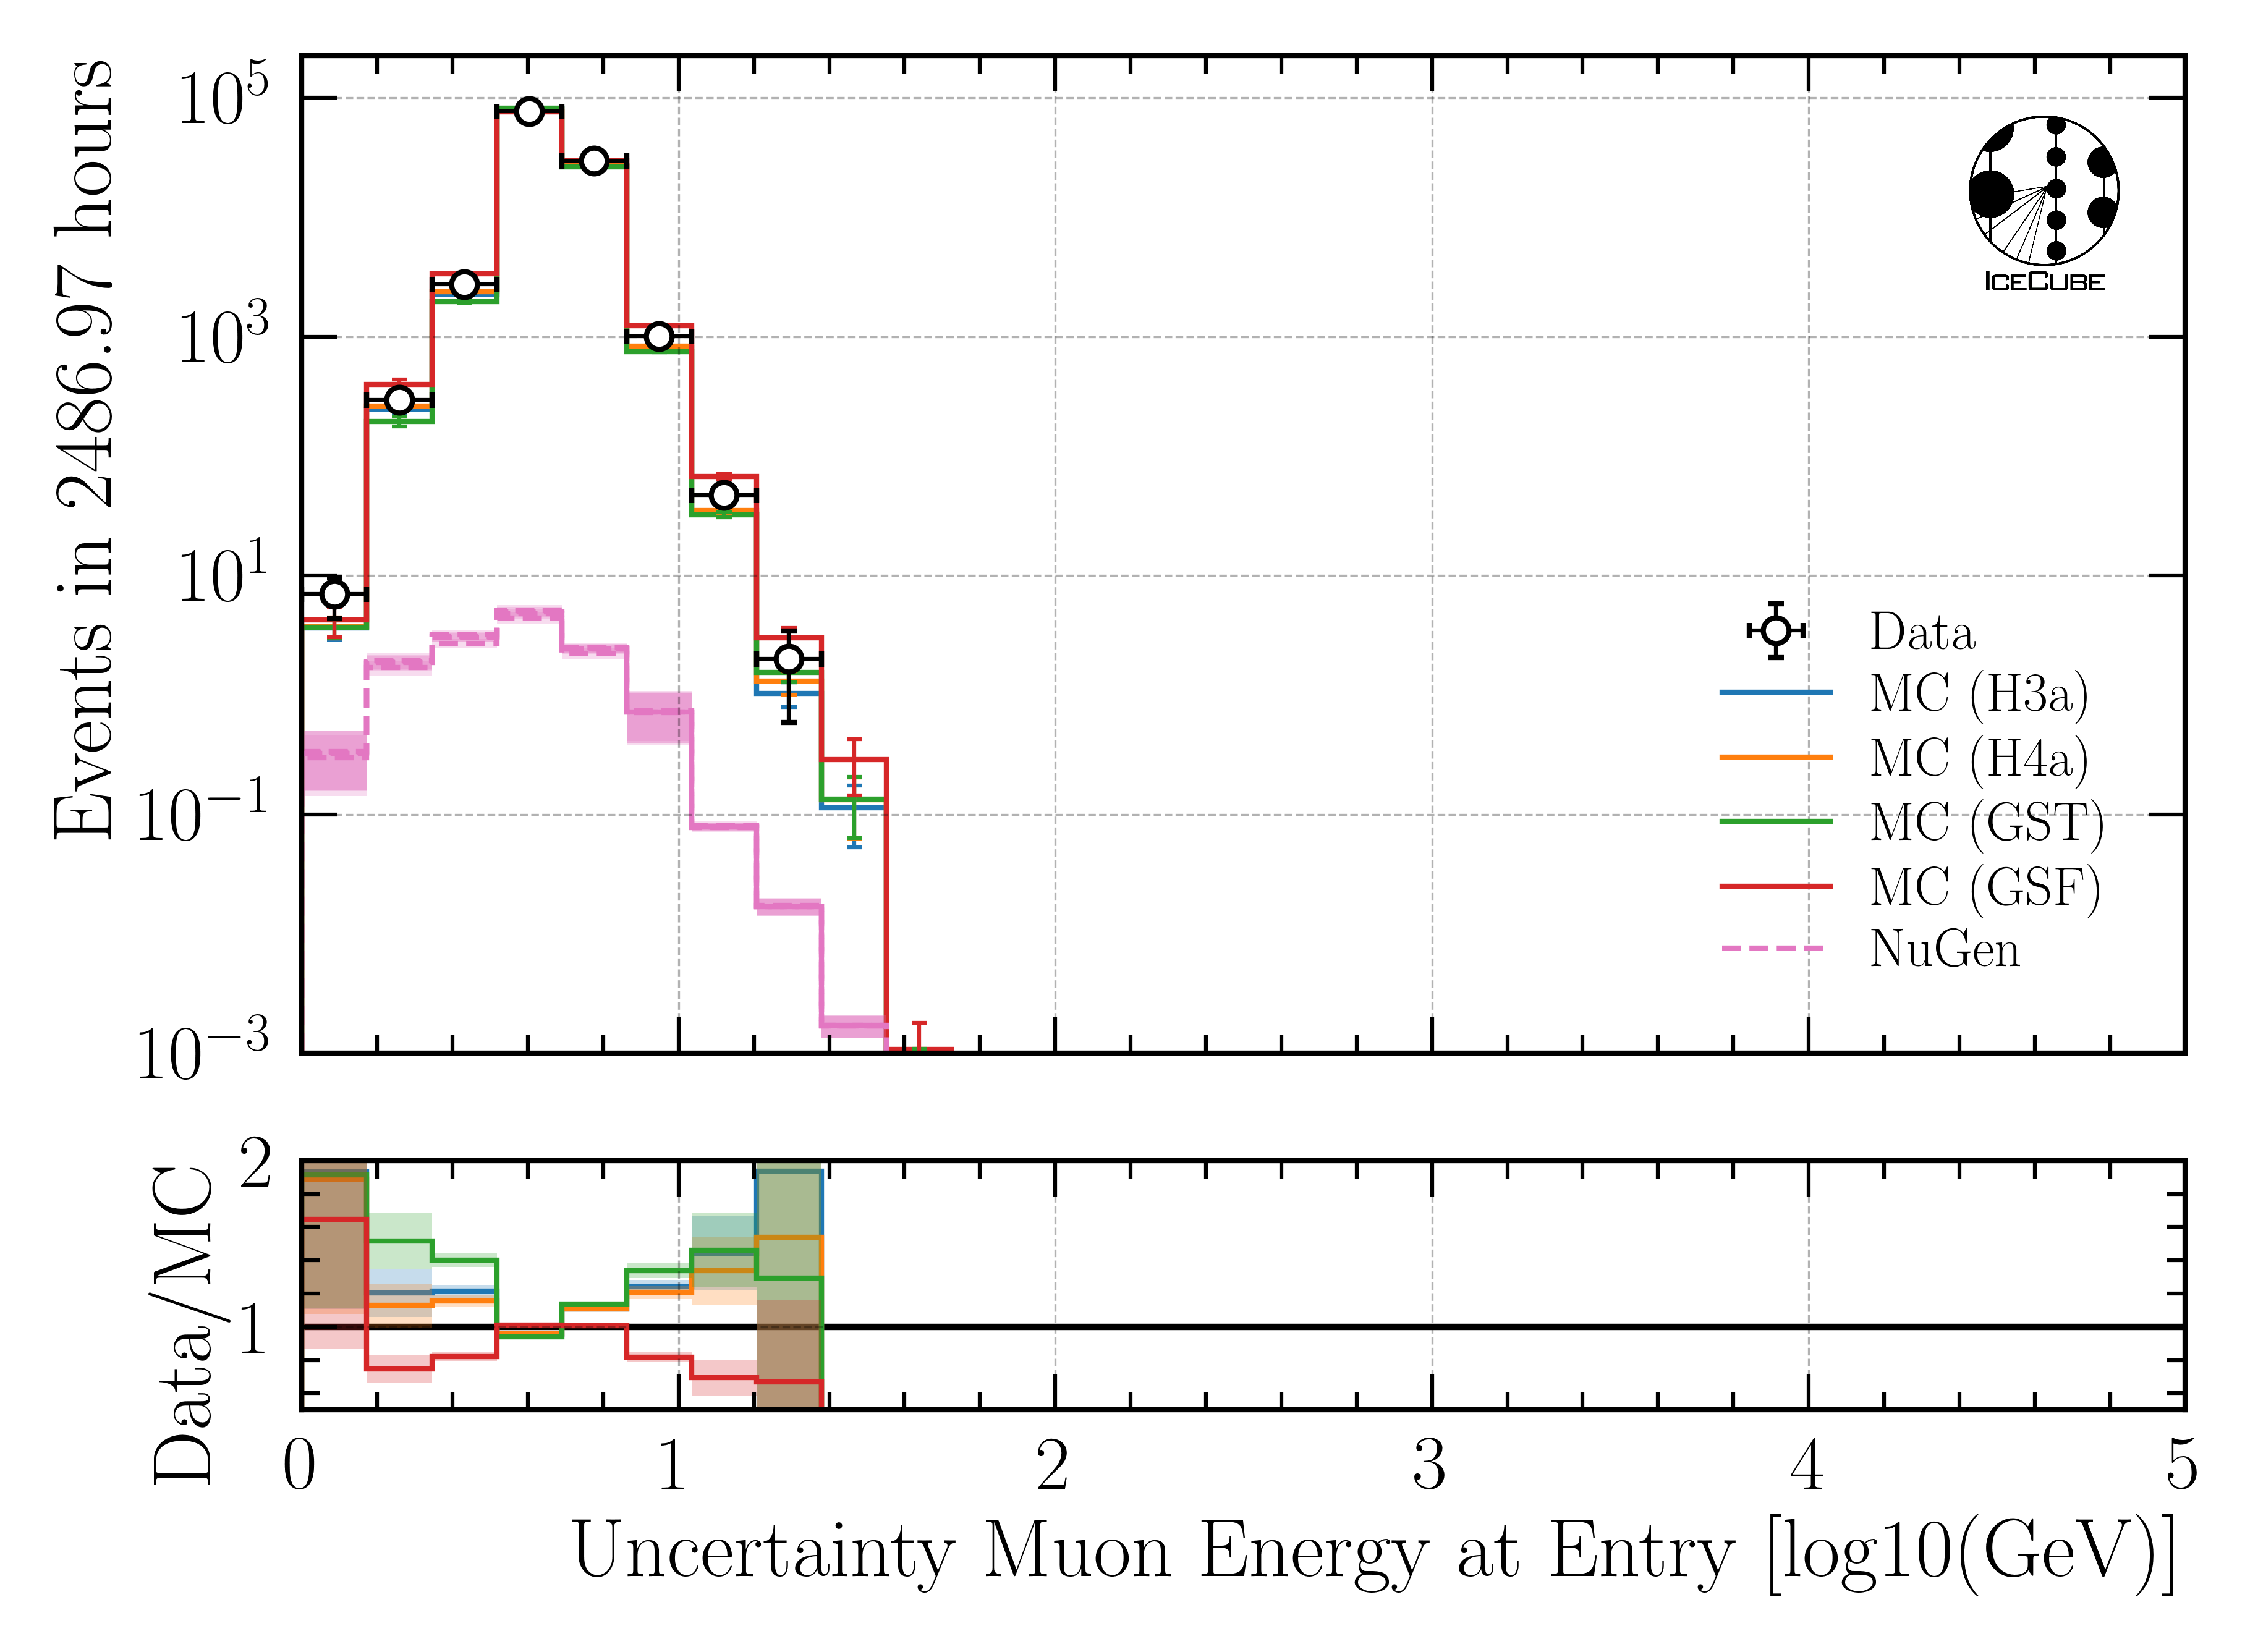 Events in 2486.97 hours
10^5
10^3
10^1
10^−1
10^−3
ICECUBE
Data
MC (H3a)
MC (H4a)
MC (GST)
MC (GSF)
NuGen
Data/MC
2
1
0 1 2 3 4 5
Uncertainty Muon Energy at Entry [log10(GeV)]